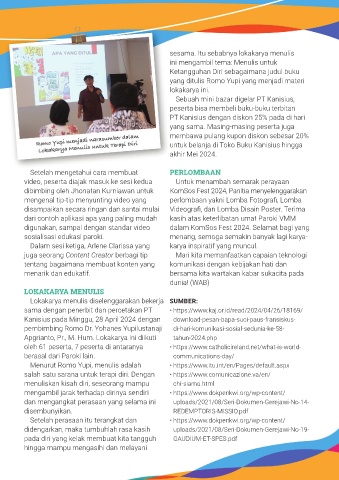 APA YANG DITULIS
Romo Yupi menjadi narasumber dalam
Lokakarya Menulis untuk Terapi Diri
Setelah mengetahui cara membuat
video, peserta diajak masuk ke sesi kedua
dibimbing oleh Jhonatan Kurniawan untuk
mengenal tip-tip menyunting video yang
disampaikan secara ringan dan santai mulai
dari contoh aplikasi apa yang paling mudah
digunakan, sampai dengan standar video
sosialisasi edukasi paroki.
Dalam sesi ketiga, Arlene Clarissa yang
juga seorang Content Creator berbagi tip
tentang bagaimana membuat konten yang
menarik dan edukatif.
LOKAKARYA MENULIS
Lokakarya menulis diselenggarakan bekerja
sama dengan penerbit dan percetakan PT
Kanisius pada Minggu, 28 April 2024 dengan
pembimbing Romo Dr. Yohanes Yupilustanaji
Apprianto, Pr., M. Hum. Lokakarya ini diikuti
oleh 61 peserta, 7 peserta di antaranya
berasal dari Paroki lain.
Menurut Romo Yupi, menulis adalah
salah satu sarana untuk terapi diri. Dengan
menuliskan kisah diri, seseorang mampu
mengambil jarak terhadap dirinya sendiri
dan mengangkat perasaan yang selama ini
disembunyikan.
Setelah perasaan itu terangkat dan
didengarkan, maka tumbuhlah rasa kasih
pada diri yang kelak membuat kita tangguh
hingga mampu mengasihi dan melayani
sesama. Itu sebabnya lokakarya menulis
ini mengambil tema: Menulis untuk
Ketangguhan Diri sebagaimana judul buku
yang ditulis Romo Yupi yang menjadi materi
lokakarya ini.
Sebuah mini bazar digelar PT Kanisius,
peserta bisa membeli buku-buku terbitan
PT Kanisius dengan diskon 25% pada di hari
yang sama. Masing-masing peserta juga
membawa pulang kupon diskon sebesar 20%
untuk belanja di Toko Buku Kanisius hingga
akhir Mei 2024.
PERLOMBAAN
Untuk menambah semarak perayaan
KomSos Fest 2024, Panitia menyelenggarakan
perlombaan yakni Lomba Fotografi, Lomba
Videografi, dan Lomba Disain Poster. Terima
kasih atas keterlibatan umat Paroki VMM
dalam KomSos Fest 2024. Selamat bagi yang
menang, semoga semakin banyak lagi karya-
karya inspiratif yang muncul.
Mari kita memanfaatkan capaian teknologi
komunikasi dengan kebijakan hati dan
bersama kita wartakan kabar sukacita pada
dunia! (WAB)
SUMBER:
• https://www.kaj.or.id/read/2024/04/26/18169/
download-pesan-bapa-suci-paus-fransiskus-
di-hari-komunikasi-sosial-sedunia-ke-58-
tahun-2024.php
• https://www.catholicireland.net/what-is-world-
communications-day/
• https://www.itu.int/en/Pages/default.aspx
• https://www.comunicazione.va/en/
chi-siamo.html
• https://www.dokpenkwi.org/wp-content/
uploads/2021/08/Seri-Dokumen-Gerejawi-No-14-
REDEMPTORIS-MISSIO.pdf
• https://www.dokpenkwi.org/wp-content/
uploads/2021/08/Seri-Dokumen-Gerejawi-No-19-
GAUDIUM-ET-SPES.pdf